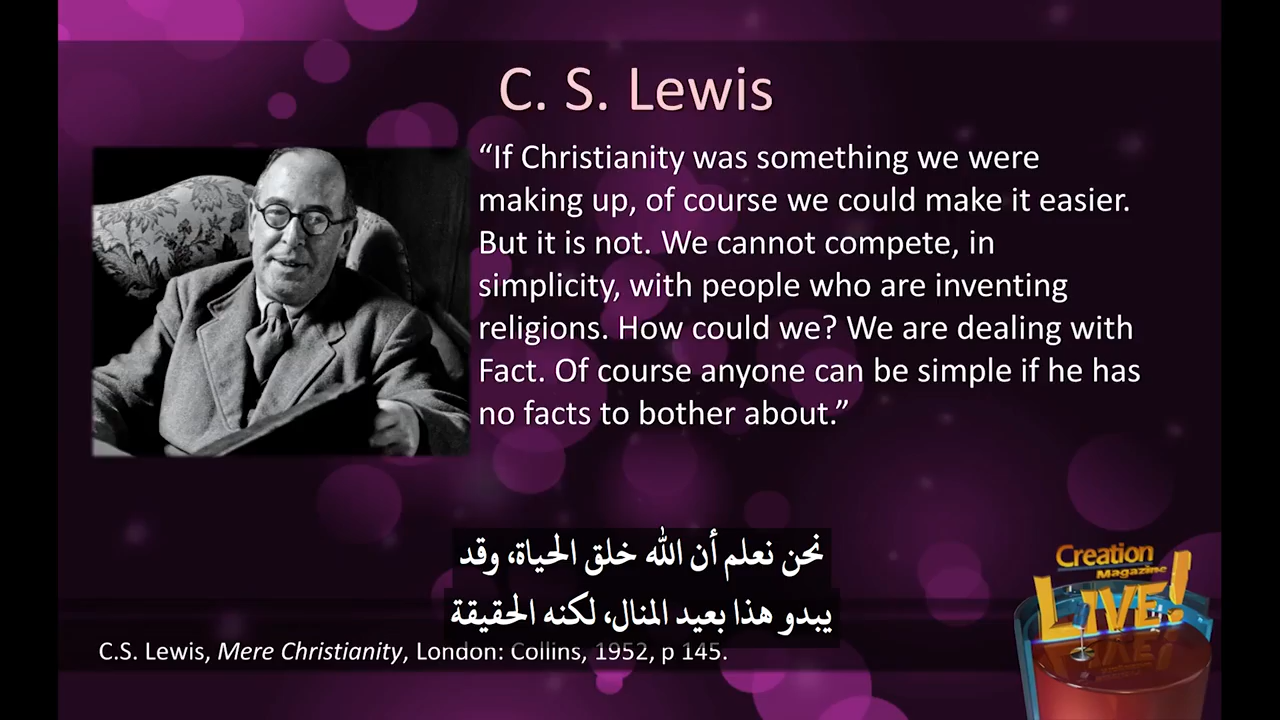 C. S. Lewis
“If Christianity was something we were
making up, of course we could make it easier.
But it is not. We cannot compete, in
simplicity, with people who are inventing
religions. How could we? We are dealing with
Fact. Of course anyone can be simple if he has
no facts to bother about.”
نحن نعلم أن الله خلق الحياة، وقد
يبدو هذا بعيد المنال، لكنه الحقيقة
C.S. Lewis, Mere Christianity, London: Collins, 1952, p 145.
Creation
Magazine
LIVE!